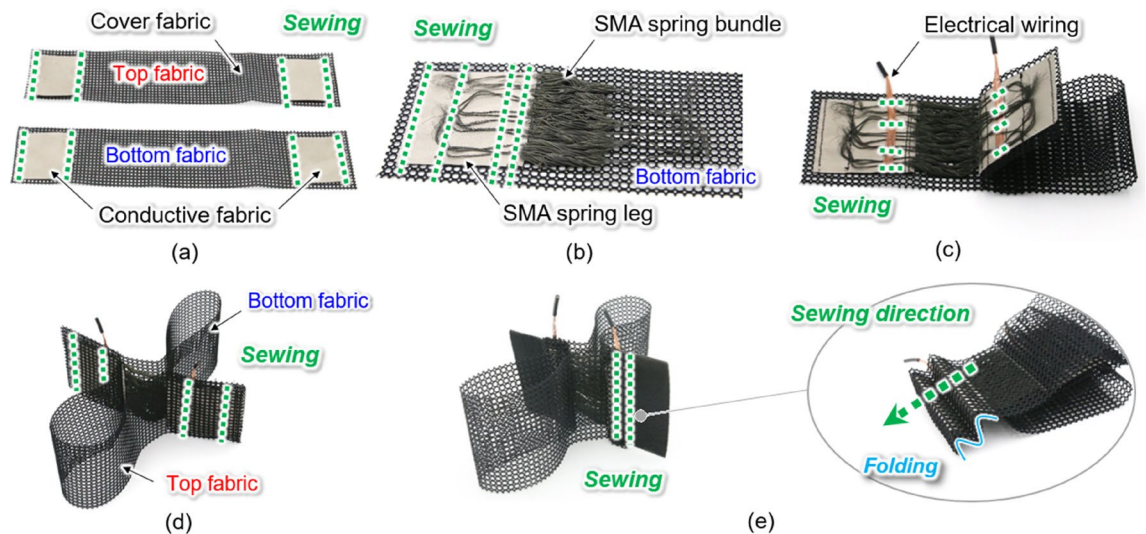 Cover fabric
Sewing
Top fabric
Bottom fabric
Conductive fabric
(a)
Sewing
SMA spring bundle
Bottom fabric
SMA spring leg
(b)
Electrical wiring
Sewing
(c)
Bottom fabric
Sewing
Top fabric
(d)
Sewing
Sewing direction
Folding
(e)